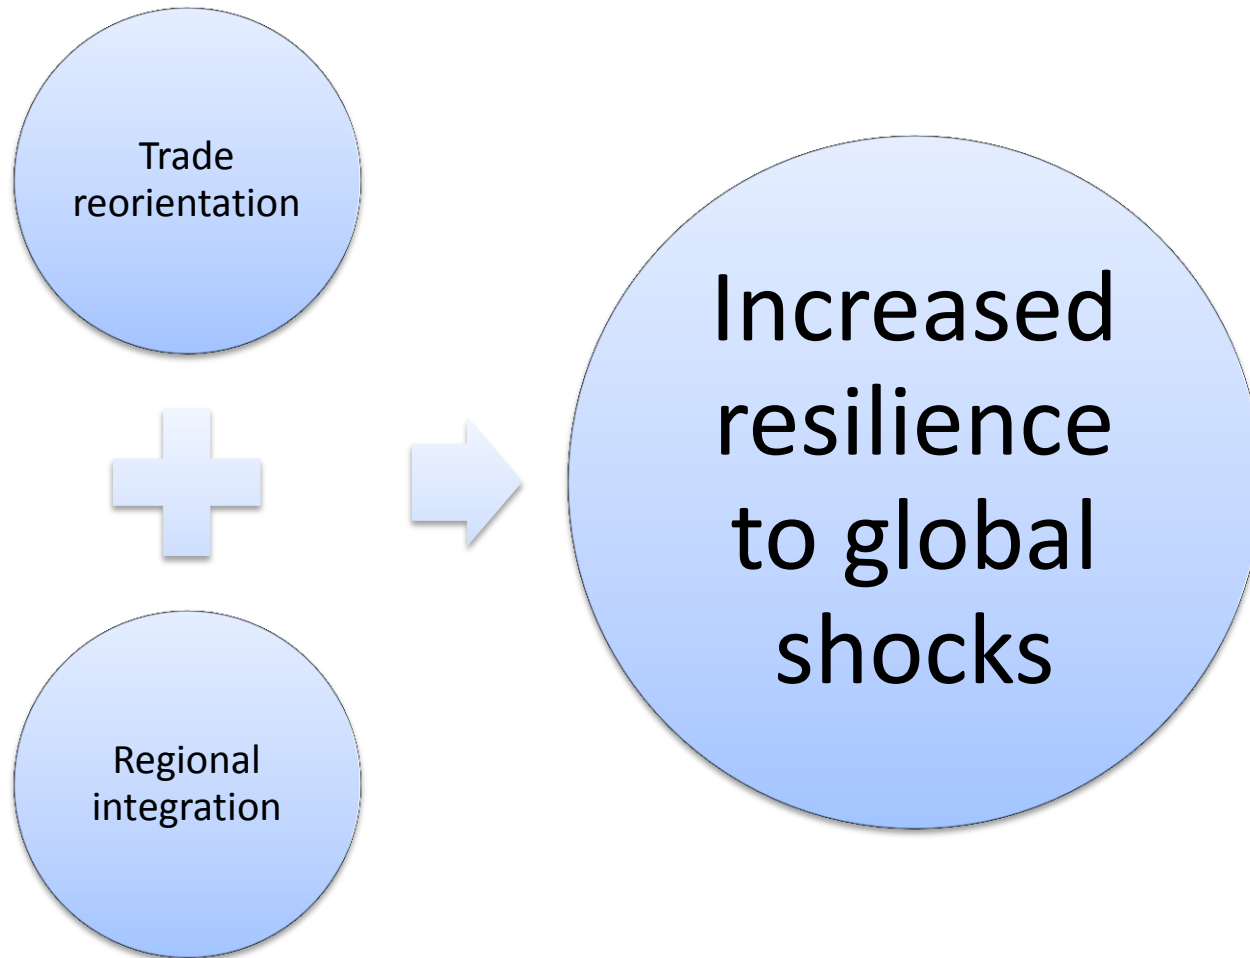 Trade
reorientation
Regional
integration
Increased
resilience
to global
shocks